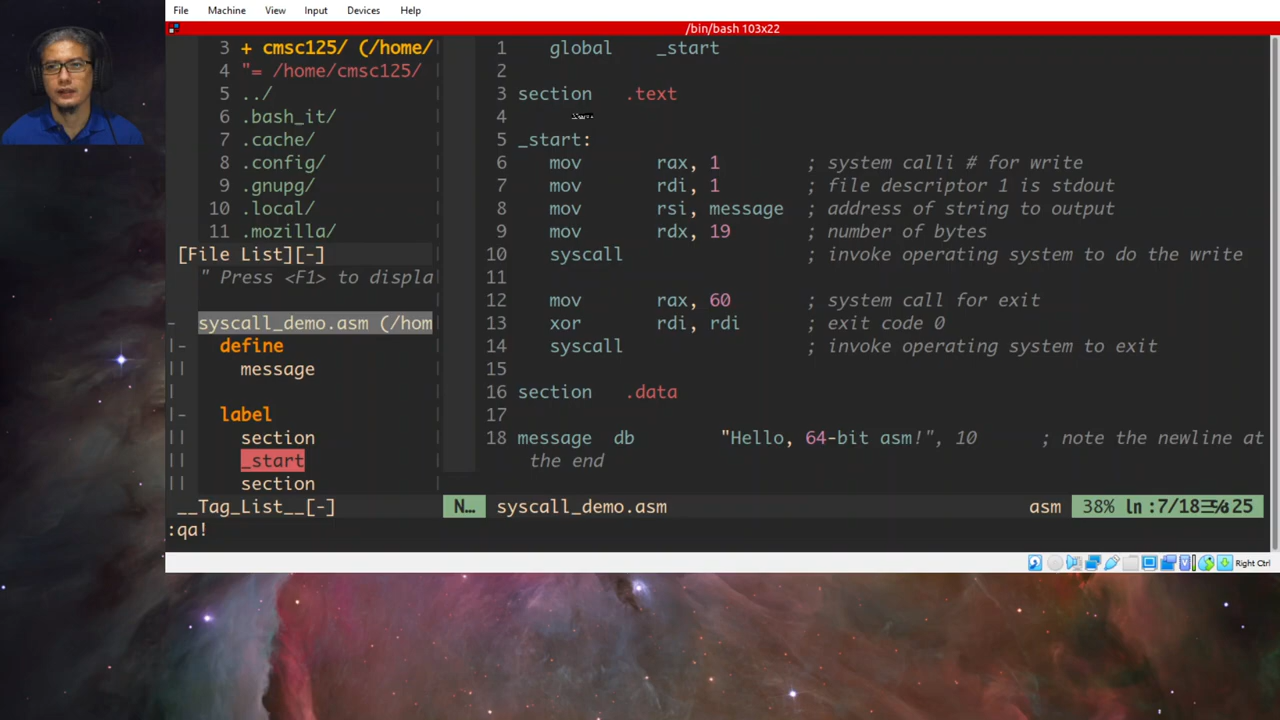 File Machine View Input Devices Help
/bin/bash 103x22
3 + cmsc125/ (/home/
4 "= /home/cmsc125/
5 ../
6 .bash_it/
7 .cache/
8 .config/
9 .gnupg/
10 .local/
11 .mozilla/
[File List][-]
" Press <F1> to displa
- syscall_demo.asm (/hom
|- define
|| message
|
|- label
|| section
|| _start
|| section
__Tag_List__[-]
1 global _start
2
3 section .text
4
5 _start:
6 mov rax, 1 ; system calli # for write
7 mov rdi, 1 ; file descriptor 1 is stdout
8 mov rsi, message ; address of string to output
9 mov rdx, 19 ; number of bytes
10 syscall ; invoke operating system to do the write
11
12 mov rax, 60 ; system call for exit
13 xor rdi, rdi ; exit code 0
14 syscall ; invoke operating system to exit
15
16 section .data
17
18 message db "Hello, 64-bit asm!", 10 ; note the newline at
the end
N… syscall_demo.asm asm 38% ln :7/18
:qa!
Right Ctrl